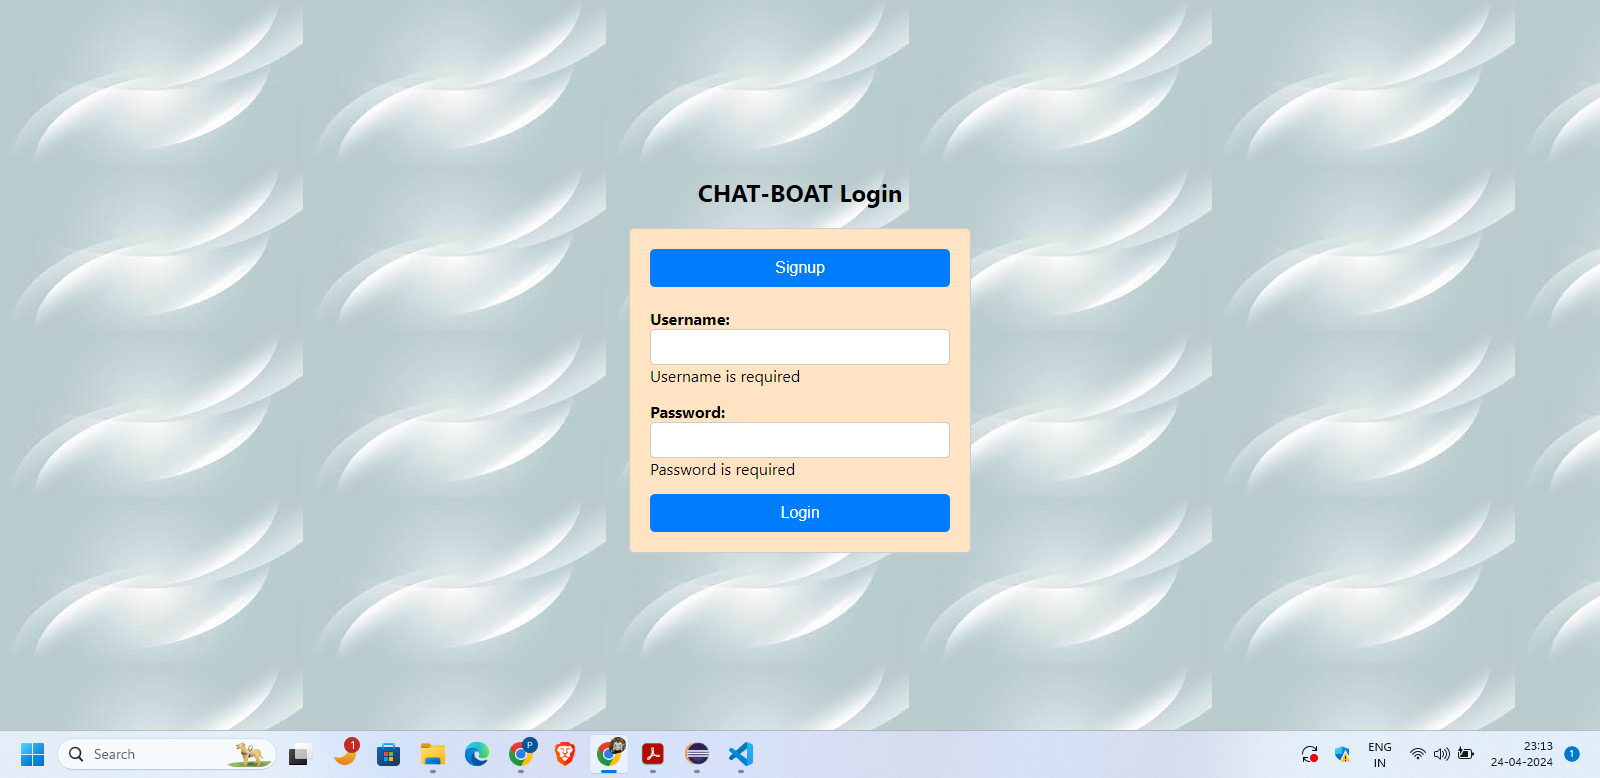 CHAT-BOAT Login
Signup
Username:
Username is required
Password:
Password is required
Login
Search
1
P
ENG
IN
23:13
24-04-2024
1